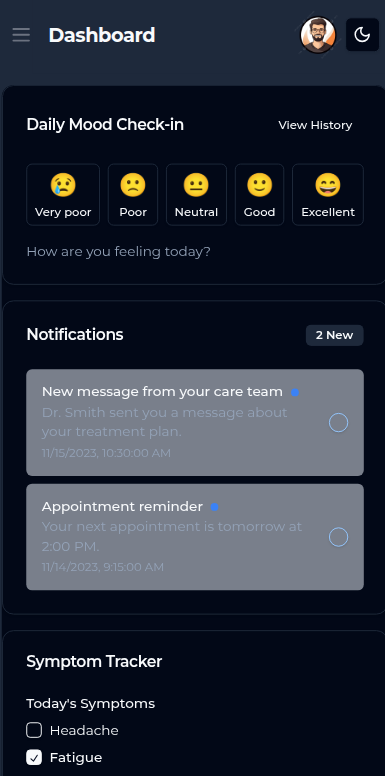 Dashboard
Daily Mood Check-in
View History
Very poor
Poor
Neutral
Good
Excellent
How are you feeling today?
Notifications
2 New
New message from your care team
Dr. Smith sent you a message about
your treatment plan.
11/15/2023, 10:30:00 AM
Appointment reminder
Your next appointment is tomorrow at
2:00 PM.
11/14/2023, 9:15:00 AM
Symptom Tracker
Today's Symptoms
Headache
Fatigue